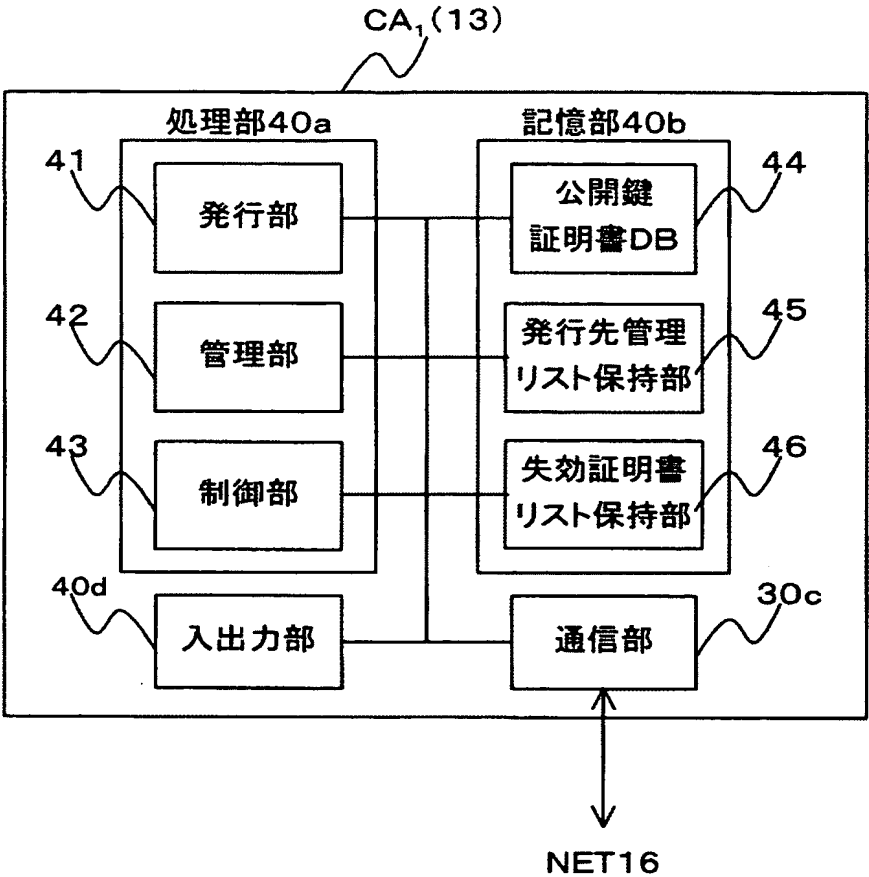 CA₁(13)
処理部40a
記憶部40b
41
発行部
公開鍵
証明書DB
44
42
管理部
発行先管理
リスト保持部
45
43
制御部
失効証明書
リスト保持部
46
40d
入出力部
通信部
30c
NET16